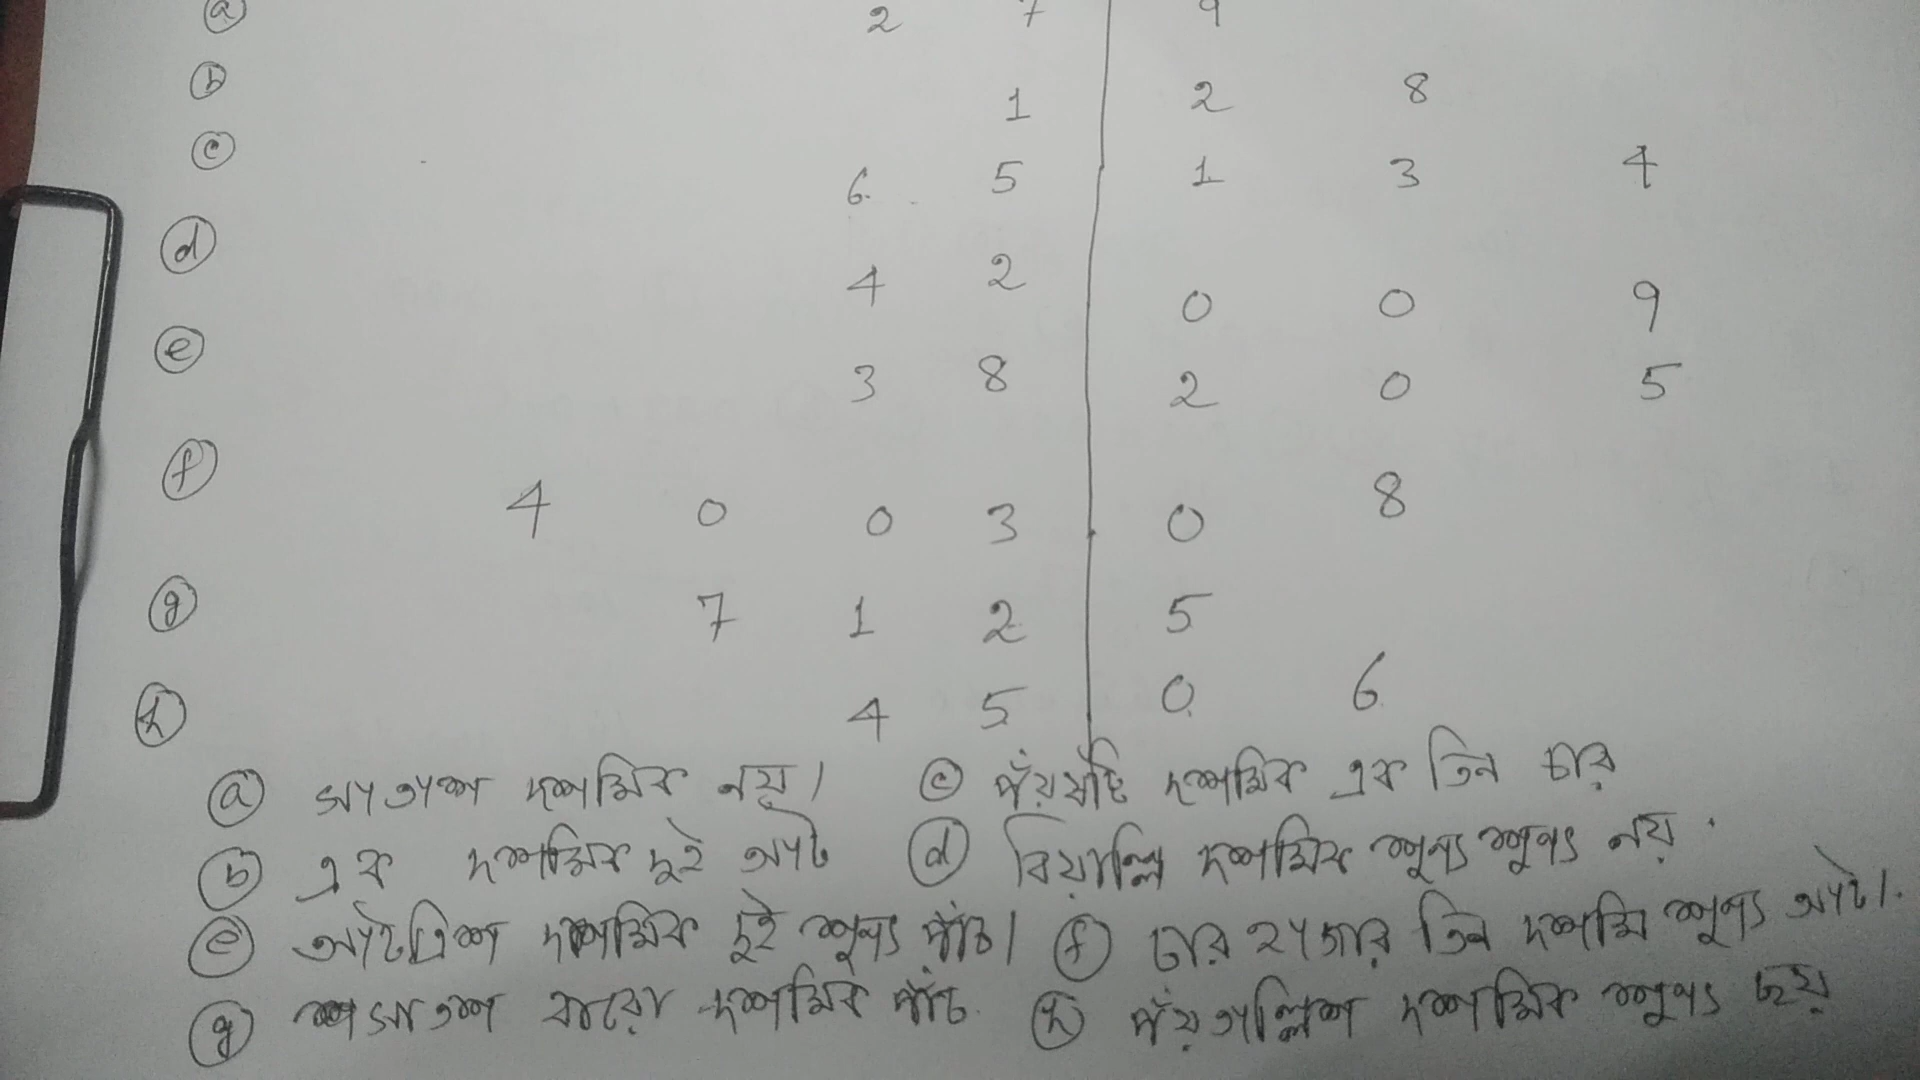 a 2 7 9
b 1 2 8
c 6 5 1 3 4
d 4 2 0 0 9
e 3 8 2 0 5
f 4 0 0 3 0 8
g 7 1 2 5
h 4 5 0 6
a সাতাশ দশমিক নয়। c পঁয়ষট্টি দশমিক এক তিন চার
b এক দশমিক দুই আট d বিয়াল্লি দশমিক শূণ্য শূণ্য নয়.
e আটত্রিশ দশমিক দুই শূণ্য পাঁচ। f চার হাজার তিন দশমি শূণ্য আট।
g সাতশ বারো দশমিক পাঁচ. h পঁয়তাল্লিশ দশমিক শূণ্য ছয়